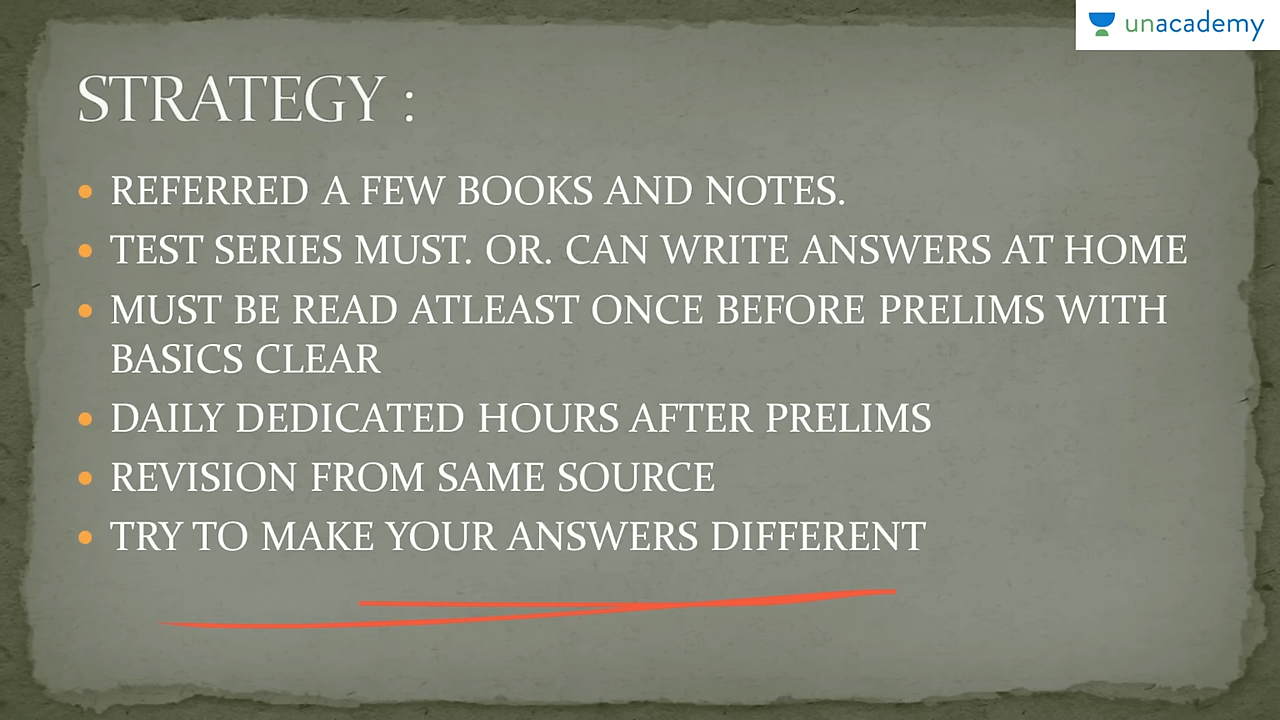 unacademy
STRATEGY :
• REFERRED A FEW BOOKS AND NOTES.
• TEST SERIES MUST. OR. CAN WRITE ANSWERS AT HOME
• MUST BE READ ATLEAST ONCE BEFORE PRELIMS WITH
BASICS CLEAR
• DAILY DEDICATED HOURS AFTER PRELIMS
• REVISION FROM SAME SOURCE
• TRY TO MAKE YOUR ANSWERS DIFFERENT